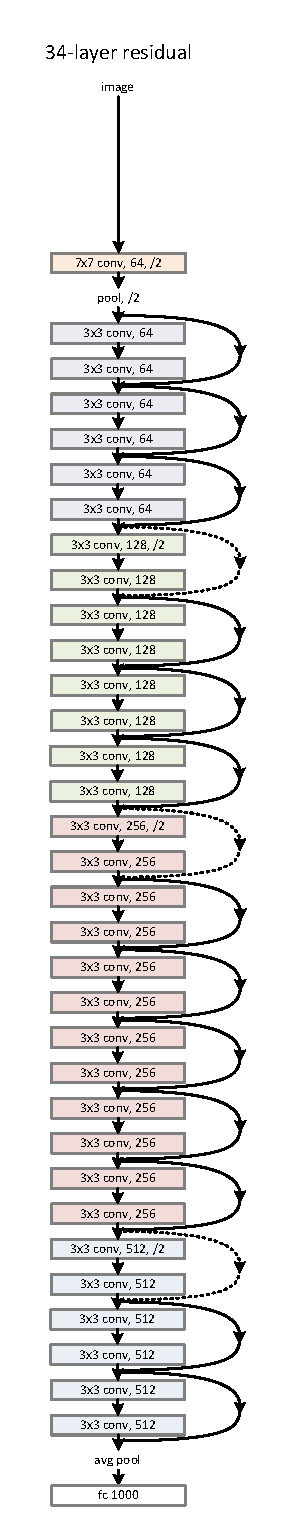 34-layer residual
image
7x7 conv, 64, /2
pool, /2
3x3 conv, 64
3x3 conv, 64
3x3 conv, 64
3x3 conv, 64
3x3 conv, 64
3x3 conv, 64
3x3 conv, 128, /2
3x3 conv, 128
3x3 conv, 128
3x3 conv, 128
3x3 conv, 128
3x3 conv, 128
3x3 conv, 128
3x3 conv, 128
3x3 conv, 256, /2
3x3 conv, 256
3x3 conv, 256
3x3 conv, 256
3x3 conv, 256
3x3 conv, 256
3x3 conv, 256
3x3 conv, 256
3x3 conv, 256
3x3 conv, 256
3x3 conv, 256
3x3 conv, 256
3x3 conv, 512, /2
3x3 conv, 512
3x3 conv, 512
3x3 conv, 512
3x3 conv, 512
3x3 conv, 512
avg pool
fc 1000